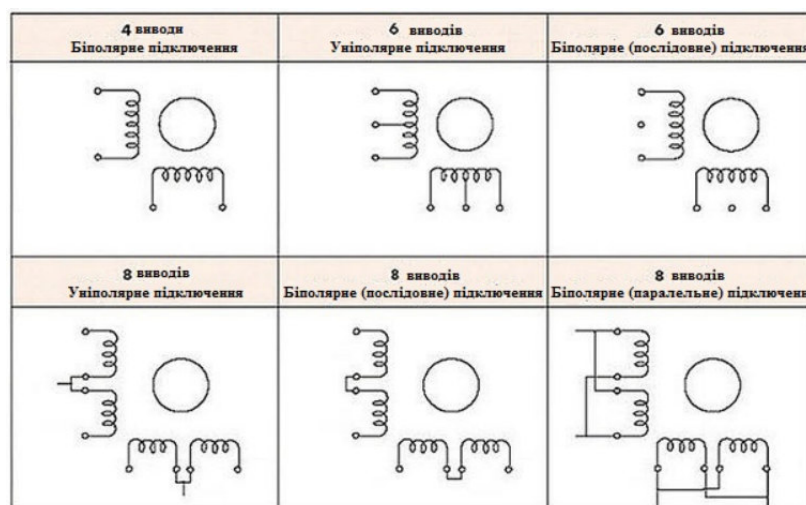 4 виводи
Біполярне підключення
6 виводів
Уніполярне підключення
6 виводів
Біполярне (послідовне) підключення
8 виводів
Уніполярне підключення
8 виводів
Біполярне (послідовне) підключення
8 виводів
Біполярне (паралельне) підключення